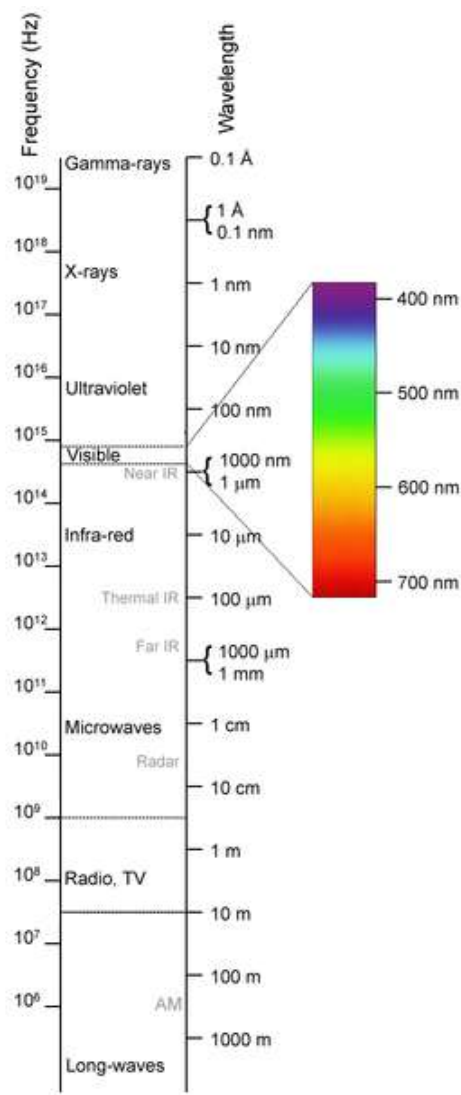 Frequency (Hz)
Wavelength
Gamma-rays
0.1 Å
10¹⁹
1 Å
0.1 nm
10¹⁸
X-rays
1 nm
400 nm
10¹⁷
10 nm
10¹⁶
Ultraviolet
500 nm
100 nm
10¹⁵
Visible
1000 nm
Near IR
1 µm
600 nm
10¹⁴
Infra-red
10 µm
10¹³
700 nm
Thermal IR
100 µm
10¹²
Far IR
1000 µm
1 mm
10¹¹
Microwaves
1 cm
10¹⁰
Radar
10 cm
10⁹
1 m
10⁸
Radio, TV
10 m
10⁷
100 m
10⁶
AM
1000 m
Long-waves